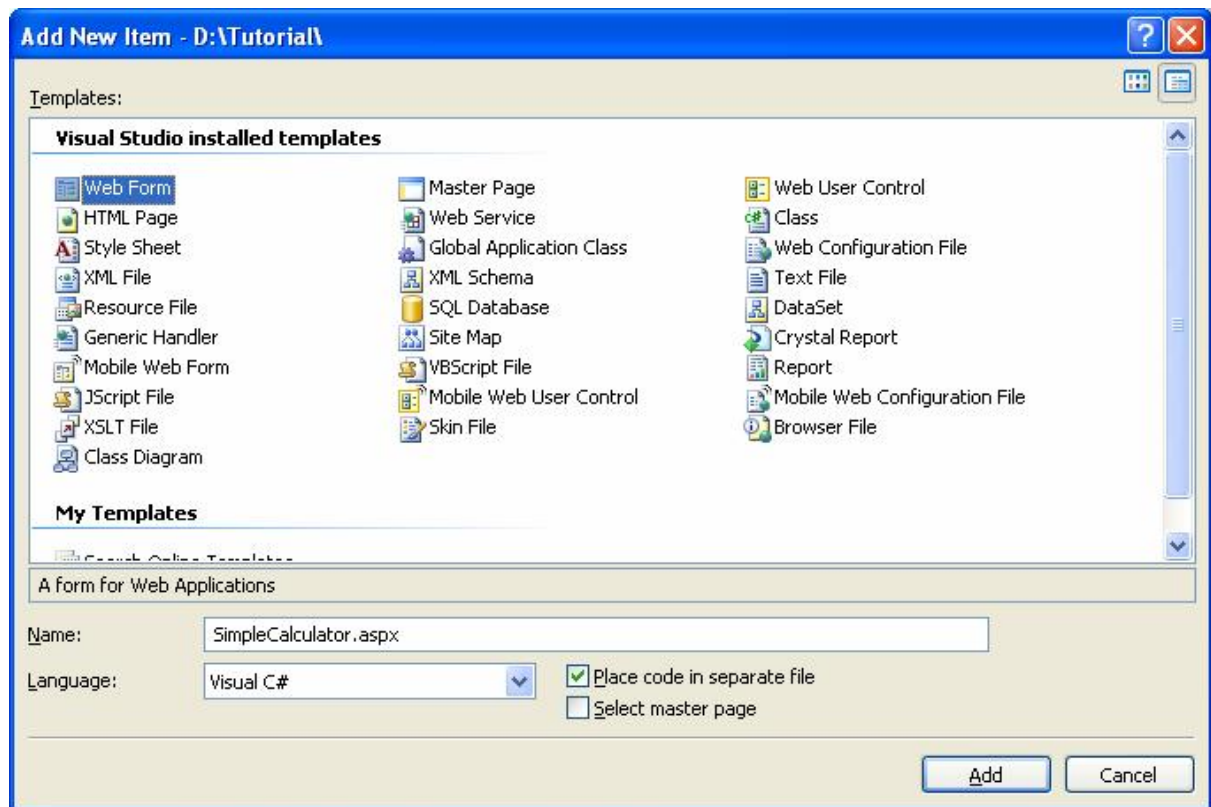 Add New Item - D:\Tutorial\
Templates:
Visual Studio installed templates
Web Form Master Page Web User Control
HTML Page Web Service Class
Style Sheet Global Application Class Web Configuration File
XML File XML Schema Text File
Resource File SQL Database DataSet
Generic Handler Site Map Crystal Report
Mobile Web Form VBScript File Report
JScript File Mobile Web User Control Mobile Web Configuration File
XSLT File Skin File Browser File
Class Diagram
My Templates
Search Online Templates
A form for Web Applications
Name: SimpleCalculator.aspx
Language: Visual C# Place code in separate file
Select master page
Add Cancel